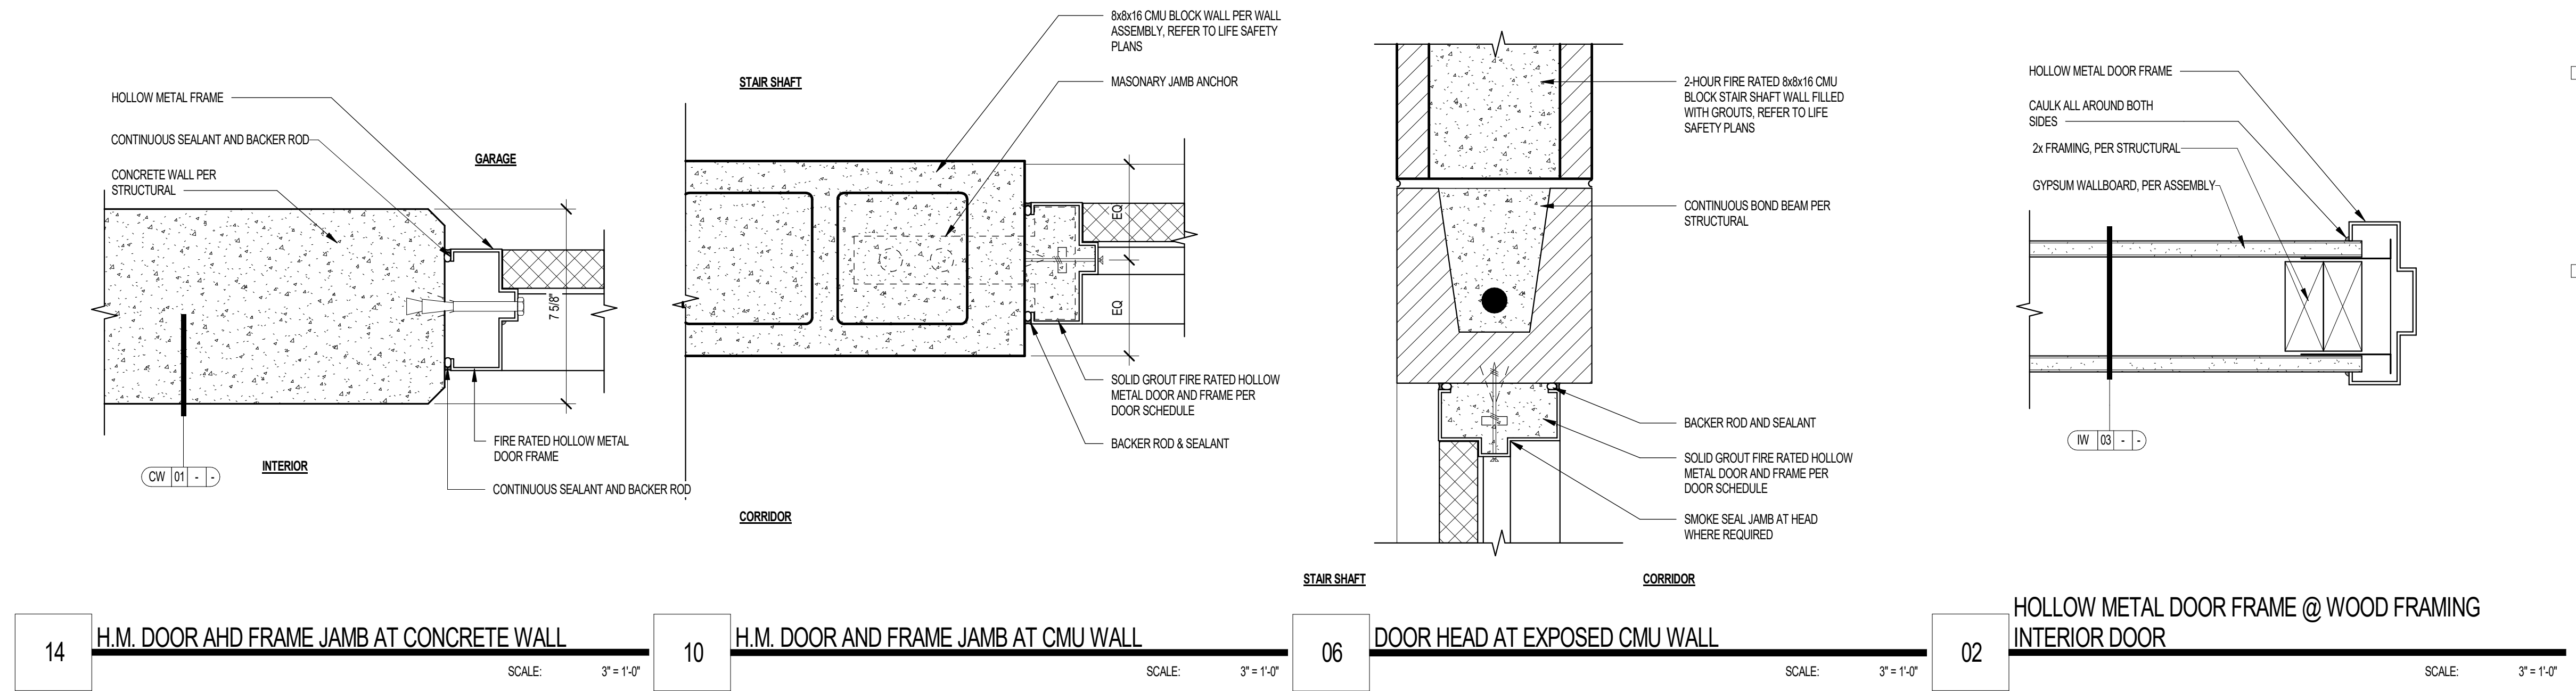 HOLLOW METAL FRAME
CONTINUOUS SEALANT AND BACKER ROD
CONCRETE WALL PER
STRUCTURAL
GARAGE
7 5/8"
FIRE RATED HOLLOW METAL
DOOR FRAME
CONTINUOUS SEALANT AND BACKER ROD
INTERIOR
CW 01 - -
14
H.M. DOOR AHD FRAME JAMB AT CONCRETE WALL
SCALE: 3" = 1'-0"
STAIR SHAFT
8x8x16 CMU BLOCK WALL PER WALL
ASSEMBLY, REFER TO LIFE SAFETY
PLANS
MASONARY JAMB ANCHOR
EQ
EQ
SOLID GROUT FIRE RATED HOLLOW
METAL DOOR AND FRAME PER
DOOR SCHEDULE
BACKER ROD & SEALANT
CORRIDOR
10
H.M. DOOR AND FRAME JAMB AT CMU WALL
SCALE: 3" = 1'-0"
2-HOUR FIRE RATED 8x8x16 CMU
BLOCK STAIR SHAFT WALL FILLED
WITH GROUTS, REFER TO LIFE
SAFETY PLANS
CONTINUOUS BOND BEAM PER
STRUCTURAL
BACKER ROD AND SEALANT
SOLID GROUT FIRE RATED HOLLOW
METAL DOOR AND FRAME PER
DOOR SCHEDULE
SMOKE SEAL JAMB AT HEAD
WHERE REQUIRED
STAIR SHAFT
CORRIDOR
06
DOOR HEAD AT EXPOSED CMU WALL
SCALE: 3" = 1'-0"
HOLLOW METAL DOOR FRAME
CAULK ALL AROUND BOTH
SIDES
2x FRAMING, PER STRUCTURAL
GYPSUM WALLBOARD, PER ASSEMBLY
IW 03 - -
02
HOLLOW METAL DOOR FRAME @ WOOD FRAMING
INTERIOR DOOR
SCALE: 3" = 1'-0"